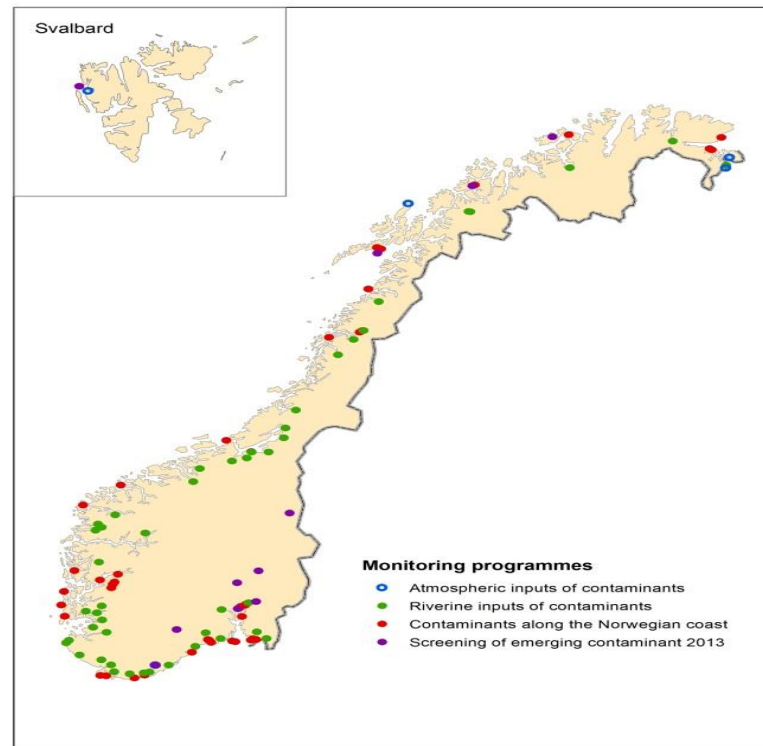 Svalbard
Monitoring programmes
Atmospheric inputs of contaminants
Riverine inputs of contaminants
Contaminants along the Norwegian coast
Screening of emerging contaminant 2013